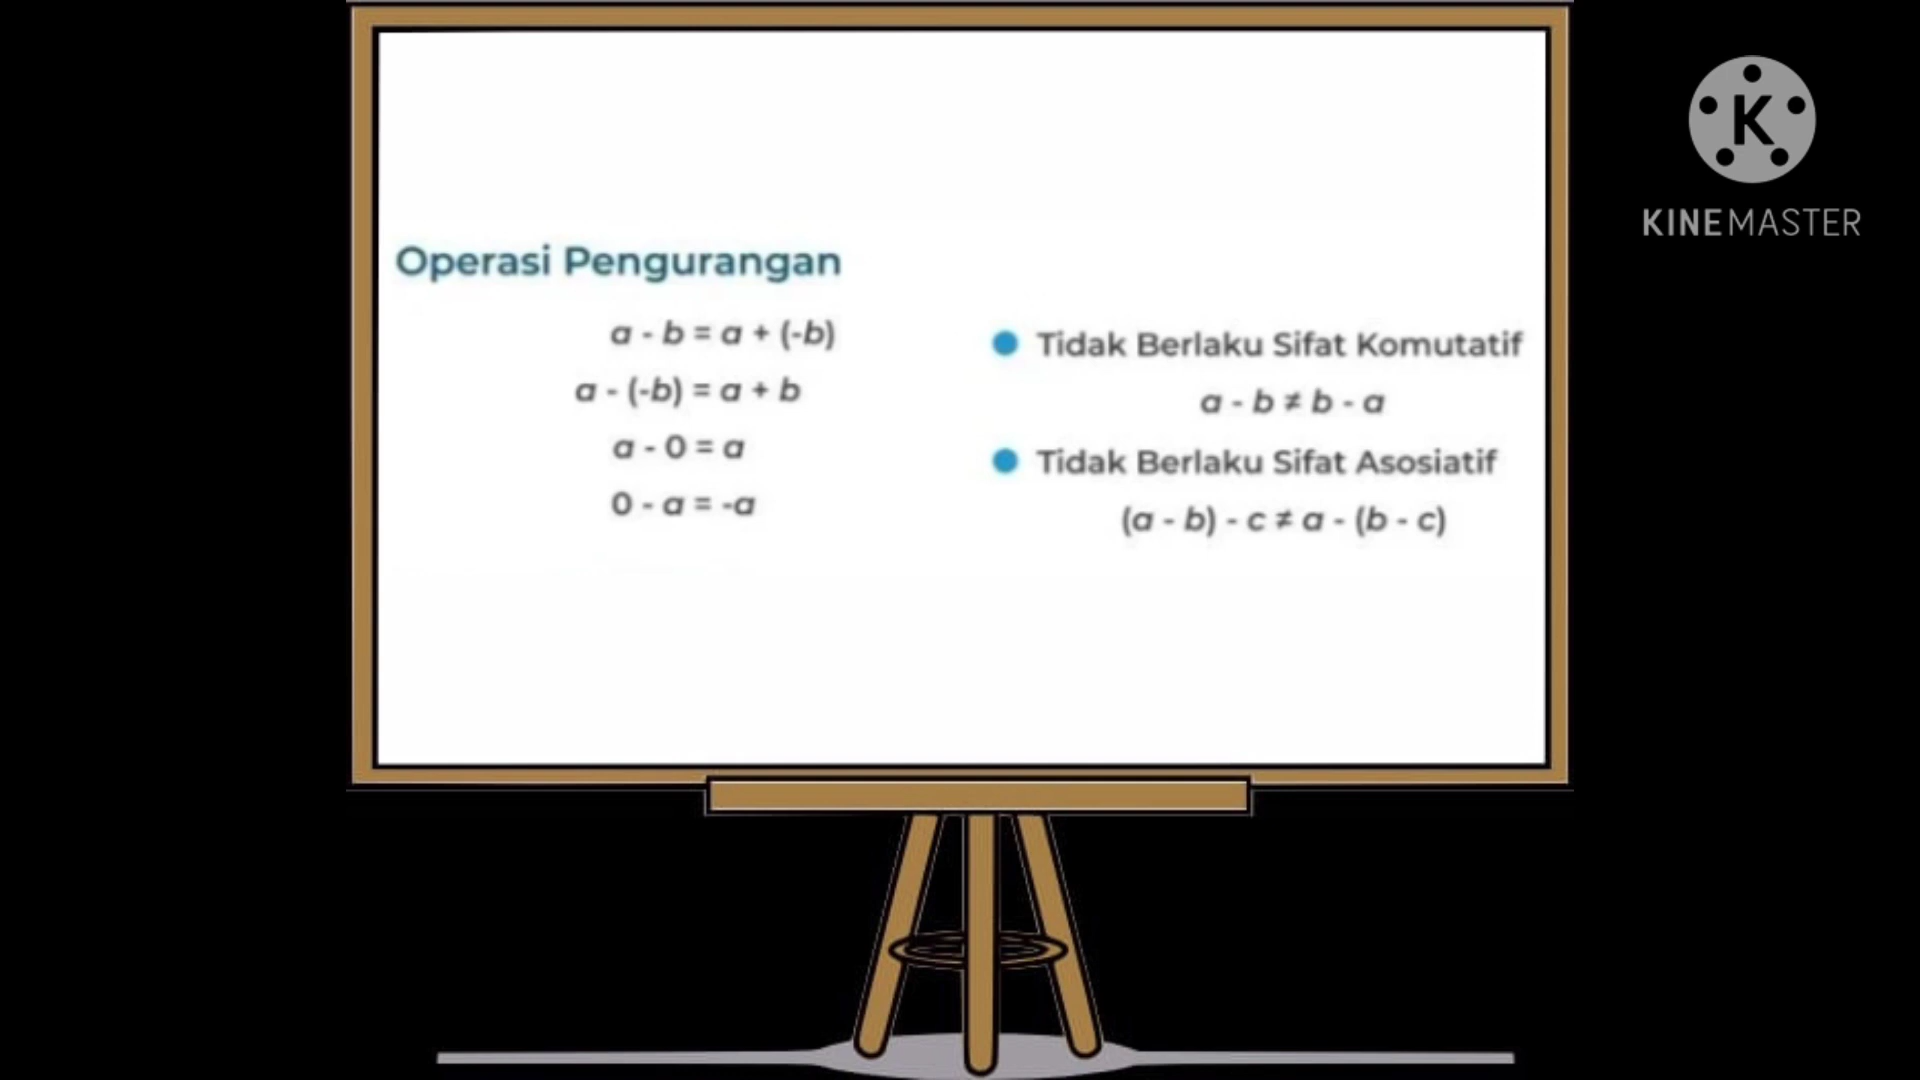 Operasi Pengurangan
a - b = a + (-b)
a - (-b) = a + b
a - 0 = a
0 - a = -a
Tidak Berlaku Sifat Komutatif
a - b ≠ b - a
Tidak Berlaku Sifat Asosiatif
(a - b) - c ≠ a - (b - c)
K
KINEMASTER